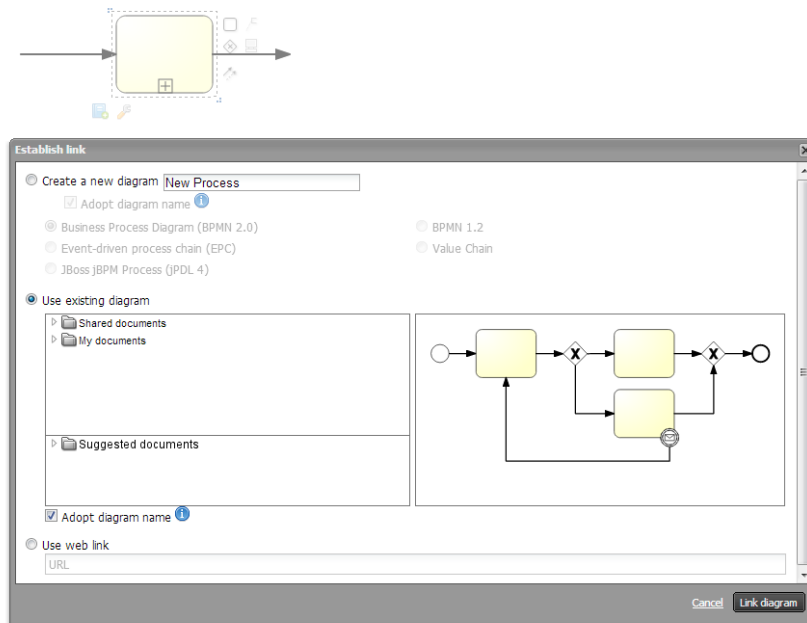 Establish link
Create a new diagram New Process
Adopt diagram name
Business Process Diagram (BPMN 2.0) BPMN 1.2
Event-driven process chain (EPC) Value Chain
JBoss jBPM Process (jPDL 4)
Use existing diagram
Shared documents
My documents
Suggested documents
Adopt diagram name
Use web link
URL
Cancel Link diagram